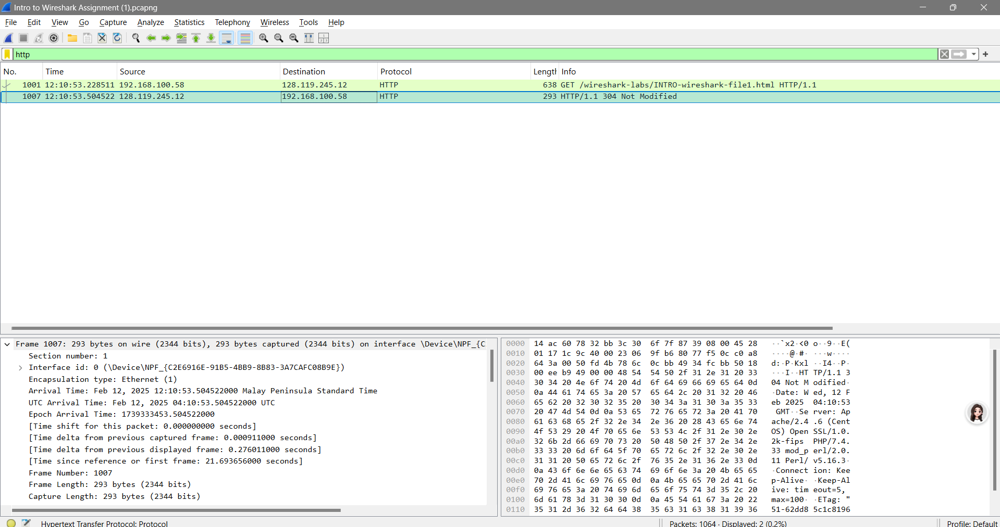 Intro to Wireshark Assignment (1).pcapng
File Edit View Go Capture Analyze Statistics Telephony Wireless Tools Help
http
No. Time Source Destination Protocol Lengtl Info
1001 12:10:53.228511 192.168.100.58 128.119.245.12 HTTP 638 GET /wireshark-labs/INTRO-wireshark-file1.html HTTP/1.1
1007 12:10:53.504522 128.119.245.12 192.168.100.58 HTTP 293 HTTP/1.1 304 Not Modified
Frame 1007: 293 bytes on wire (2344 bits), 293 bytes captured (2344 bits) on interface \Device\NPF_{C
Section number: 1
Interface id: 0 (\Device\NPF_{C2E6916E-91B5-4BB9-8B83-3A7CAFC08B9E})
Encapsulation type: Ethernet (1)
Arrival Time: Feb 12, 2025 12:10:53.504522000 Malay Peninsula Standard Time
UTC Arrival Time: Feb 12, 2025 04:10:53.504522000 UTC
Epoch Arrival Time: 1739333453.504522000
[Time shift for this packet: 0.000000000 seconds]
[Time delta from previous captured frame: 0.000911000 seconds]
[Time delta from previous displayed frame: 0.276011000 seconds]
[Time since reference or first frame: 21.693656000 seconds]
Frame Number: 1007
Frame Length: 293 bytes (2344 bits)
Capture Length: 293 bytes (2344 bits)
0000 14 ac 60 78 32 bb 3c 30 6f 7f 87 39 08 00 45 28 ··`x2·<0 o··9··E(
0010 01 17 1c 9c 40 00 23 06 9f b6 80 77 f5 0c c0 a8 ····@·#· ···w····
0020 64 3a 00 50 fd 4b 78 6c 0c bb 49 34 fc bb 50 18 d:·P·Kxl ··I4··P·
0030 00 ee b9 49 00 00 48 54 54 50 2f 31 2e 31 20 33 ···I··HT TP/1.1 3
0040 30 34 20 4e 6f 74 20 4d 6f 64 69 66 69 65 64 0d 04 Not M odified·
0050 0a 44 61 74 65 3a 20 57 65 64 2c 20 31 32 20 46 ·Date: W ed, 12 F
0060 65 62 20 32 30 32 35 20 30 34 3a 31 30 3a 35 33 eb 2025 04:10:53
0070 20 47 4d 54 0d 0a 53 65 72 76 65 72 3a 20 41 70 GMT··Se rver: Ap
0080 61 63 68 65 2f 32 2e 34 2e 36 20 28 43 65 6e 74 ache/2.4 .6 (Cent
0090 4f 53 29 20 4f 70 65 6e 53 53 4c 2f 31 2e 30 2e OS) Open SSL/1.0.
00a0 32 6b 2d 66 69 70 73 20 50 48 50 2f 37 2e 34 2e 2k-fips PHP/7.4.
00b0 33 33 20 6d 6f 64 5f 70 65 72 6c 2f 32 2e 30 2e 33 mod_p erl/2.0.
00c0 31 31 20 50 65 72 6c 2f 76 35 2e 31 36 2e 33 0d 11 Perl/ v5.16.3·
00d0 0a 43 6f 6e 6e 65 63 74 69 6f 6e 3a 20 4b 65 65 ·Connect ion: Kee
00e0 70 2d 41 6c 69 76 65 0d 0a 4b 65 65 70 2d 41 6c p-Alive· ·Keep-Al
00f0 69 76 65 3a 20 74 69 6d 65 6f 75 74 3d 35 2c 20 ive: tim eout=5,
0100 6d 61 78 3d 31 30 30 0d 0a 45 54 61 67 3a 20 22 max=100· ·ETag: "
0110 35 31 2d 36 32 64 64 38 35 63 31 63 38 31 39 36 51-62dd8 5c1c8196
Hypertext Transfer Protocol: Protocol
Packets: 1064 · Displayed: 2 (0.2%)
Profile: Default